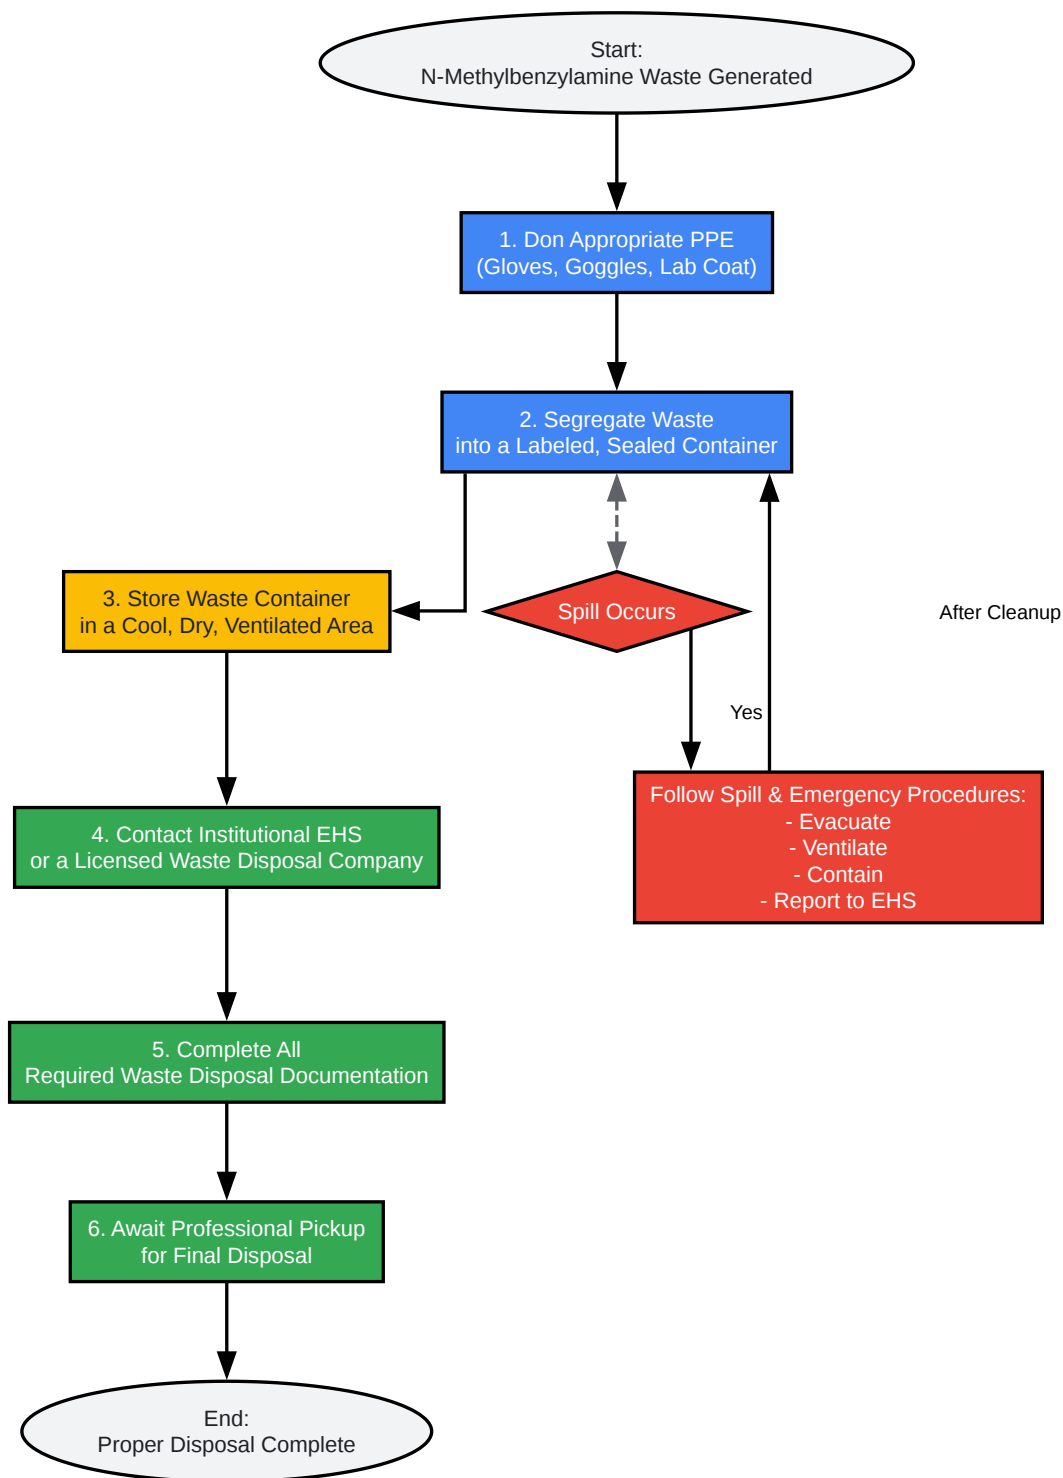 Start:
N-Methylbenzylamine Waste Generated
1. Don Appropriate PPE
(Gloves, Goggles, Lab Coat)
2. Segregate Waste
into a Labeled, Sealed Container
3. Store Waste Container
in a Cool, Dry, Ventilated Area
Spill Occurs
After Cleanup
Yes
Follow Spill & Emergency Procedures:
- Evacuate
- Ventilate
- Contain
- Report to EHS
4. Contact Institutional EHS
or a Licensed Waste Disposal Company
5. Complete All
Required Waste Disposal Documentation
6. Await Professional Pickup
for Final Disposal
End:
Proper Disposal Complete